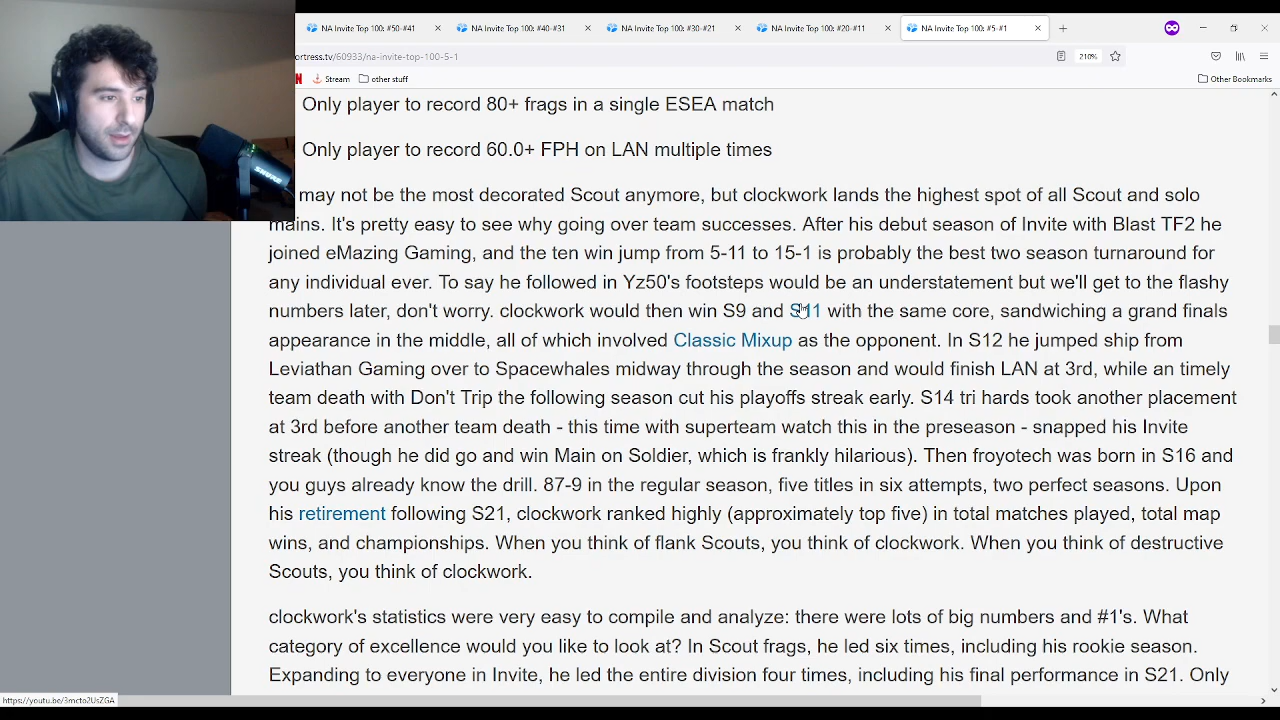 NA Invite Top 100: #50-#41
NA Invite Top 100: #40-#31
NA Invite Top 100: #30-#21
NA Invite Top 100: #20-#11
NA Invite Top 100: #5-#1
ortress.tv/60933/na-invite-top-100-5-1
210%
Stream
other stuff
Other Bookmarks
Only player to record 80+ frags in a single ESEA match
Only player to record 60.0+ FPH on LAN multiple times
may not be the most decorated Scout anymore, but clockwork lands the highest spot of all Scout and solo
mains. It's pretty easy to see why going over team successes. After his debut season of Invite with Blast TF2 he
joined eMazing Gaming, and the ten win jump from 5-11 to 15-1 is probably the best two season turnaround for
any individual ever. To say he followed in Yz50's footsteps would be an understatement but we'll get to the flashy
numbers later, don't worry. clockwork would then win S9 and S11 with the same core, sandwiching a grand finals
appearance in the middle, all of which involved Classic Mixup as the opponent. In S12 he jumped ship from
Leviathan Gaming over to Spacewhales midway through the season and would finish LAN at 3rd, while an timely
team death with Don't Trip the following season cut his playoffs streak early. S14 tri hards took another placement
at 3rd before another team death - this time with superteam watch this in the preseason - snapped his Invite
streak (though he did go and win Main on Soldier, which is frankly hilarious). Then froyotech was born in S16 and
you guys already know the drill. 87-9 in the regular season, five titles in six attempts, two perfect seasons. Upon
his retirement following S21, clockwork ranked highly (approximately top five) in total matches played, total map
wins, and championships. When you think of flank Scouts, you think of clockwork. When you think of destructive
Scouts, you think of clockwork.
clockwork's statistics were very easy to compile and analyze: there were lots of big numbers and #1's. What
category of excellence would you like to look at? In Scout frags, he led six times, including his rookie season.
Expanding to everyone in Invite, he led the entire division four times, including his final performance in S21. Only
https://youtu.be/3mcto2UsZGA
SHURE